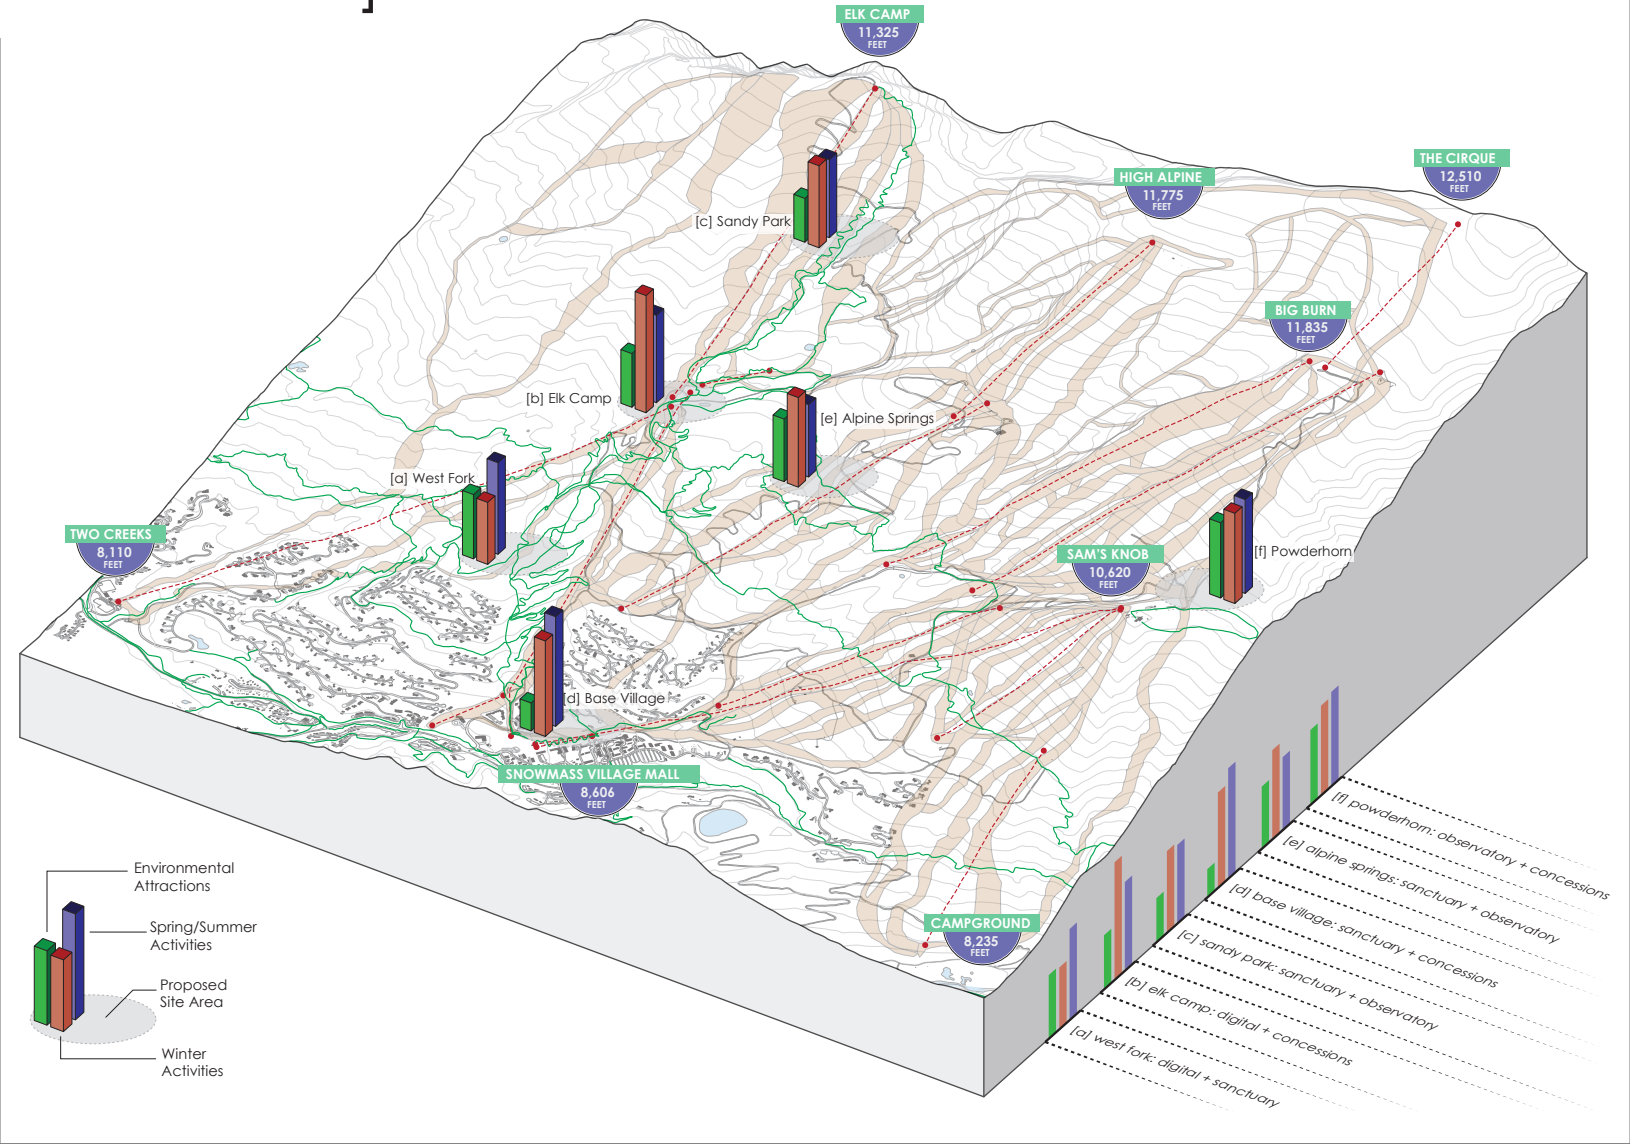 ]
ELK CAMP
11,325
FEET
THE CIRQUE
12,510
FEET
HIGH ALPINE
11,775
FEET
[c] Sandy Park
BIG BURN
11,835
FEET
[b] Elk Camp
[e] Alpine Springs
[a] West Fork
TWO CREEKS
8,110
FEET
SAM'S KNOB
10,620
FEET
[f] Powderhorn
[d] Base Village
SNOWMASS VILLAGE MALL
8,606
FEET
CAMPGROUND
8,235
FEET
Environmental
Attractions
Spring/Summer
Activities
Proposed
Site Area
Winter
Activities
[f] powderhorn: observatory + concessions
[e] alpine springs: sanctuary + observatory
[d] base village: sanctuary + concessions
[c] sandy park: sanctuary + observatory
[b] elk camp: digital + concessions
[a] west fork: digital + sanctuary